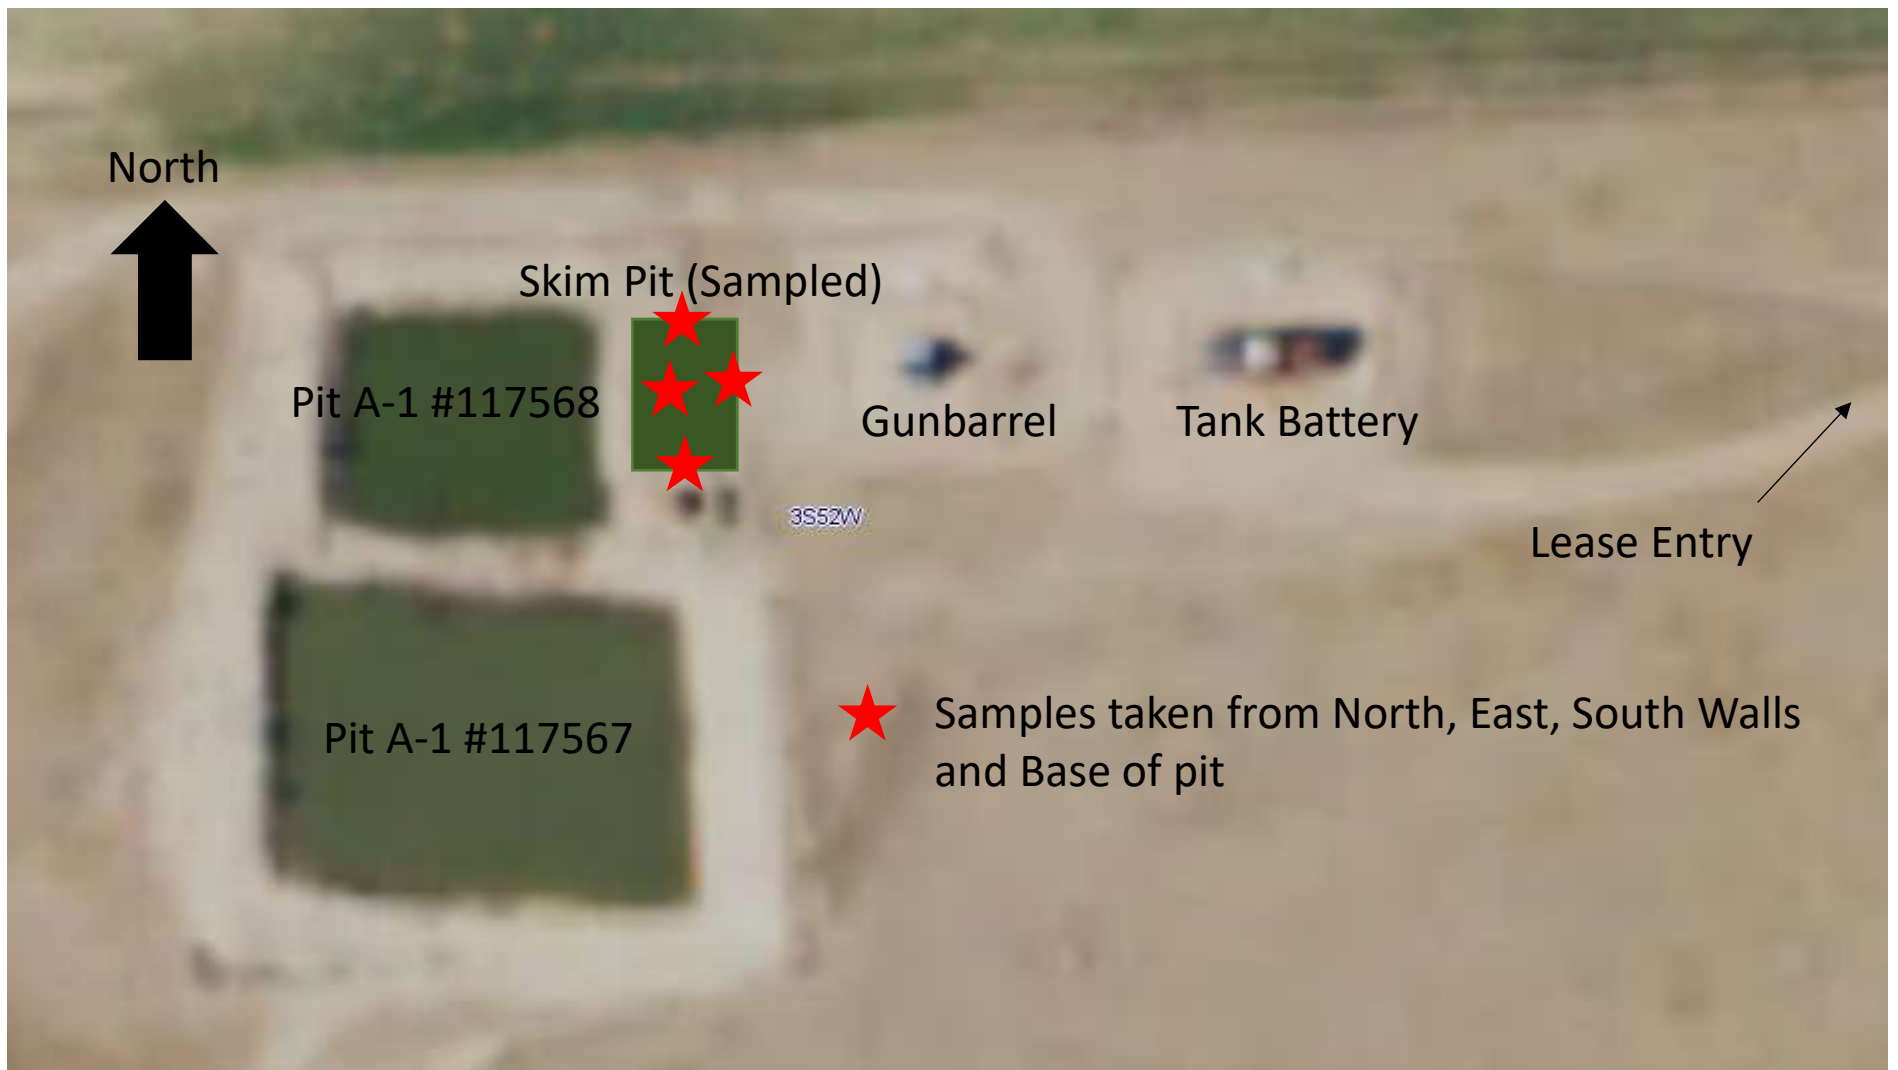 North
Skim Pit (Sampled)
Pit A-1 #117568
Gunbarrel
Tank Battery
3S52W
Lease Entry
Samples taken from North, East, South Walls
and Base of pit
Pit A-1 #117567